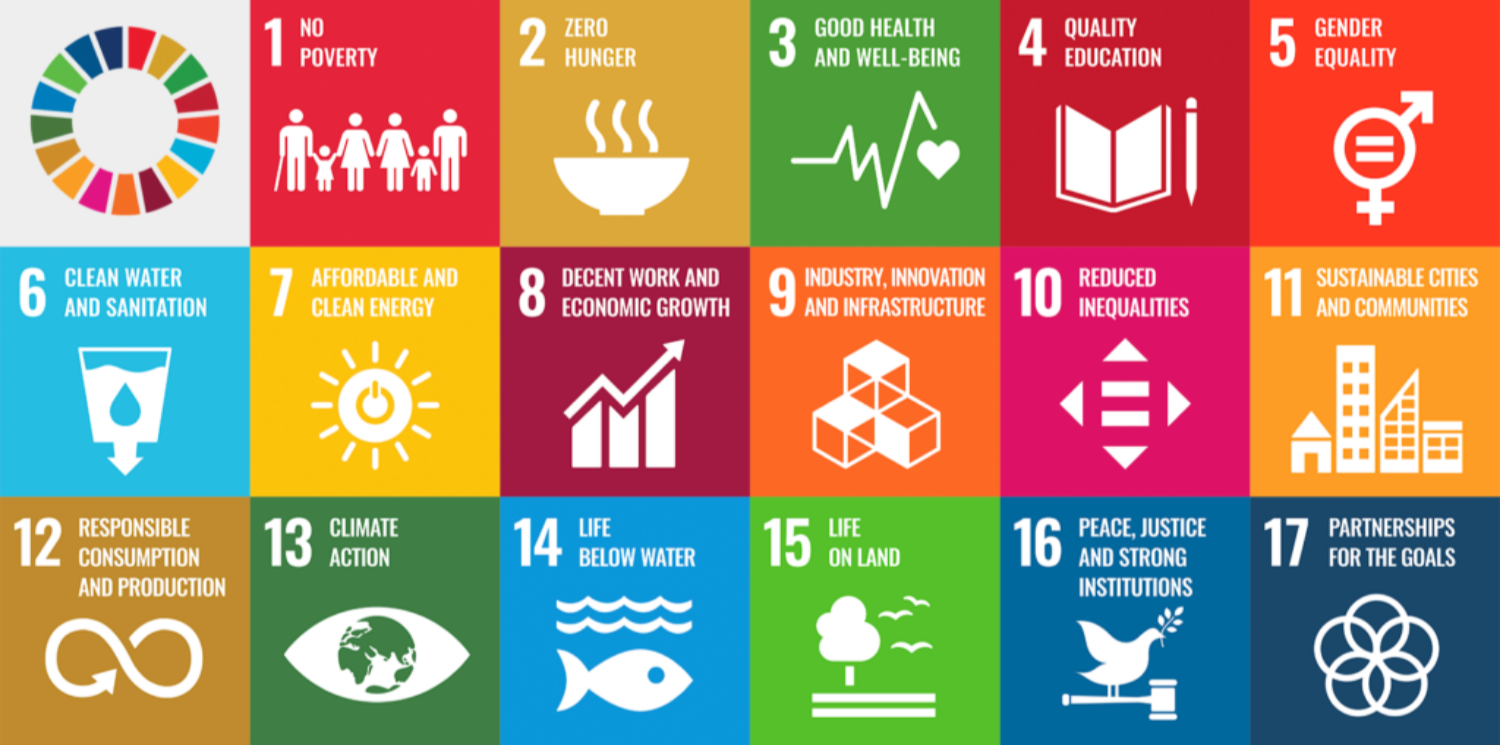 1 NO
POVERTY
2 ZERO
HUNGER
3 GOOD HEALTH
AND WELL-BEING
4 QUALITY
EDUCATION
5 GENDER
EQUALITY
6 CLEAN WATER
AND SANITATION
7 AFFORDABLE AND
CLEAN ENERGY
8 DECENT WORK AND
ECONOMIC GROWTH
9 INDUSTRY, INNOVATION
AND INFRASTRUCTURE
10 REDUCED
INEQUALITIES
11 SUSTAINABLE CITIES
AND COMMUNITIES
12 RESPONSIBLE
CONSUMPTION
AND PRODUCTION
13 CLIMATE
ACTION
14 LIFE
BELOW WATER
15 LIFE
ON LAND
16 PEACE, JUSTICE
AND STRONG
INSTITUTIONS
17 PARTNERSHIPS
FOR THE GOALS